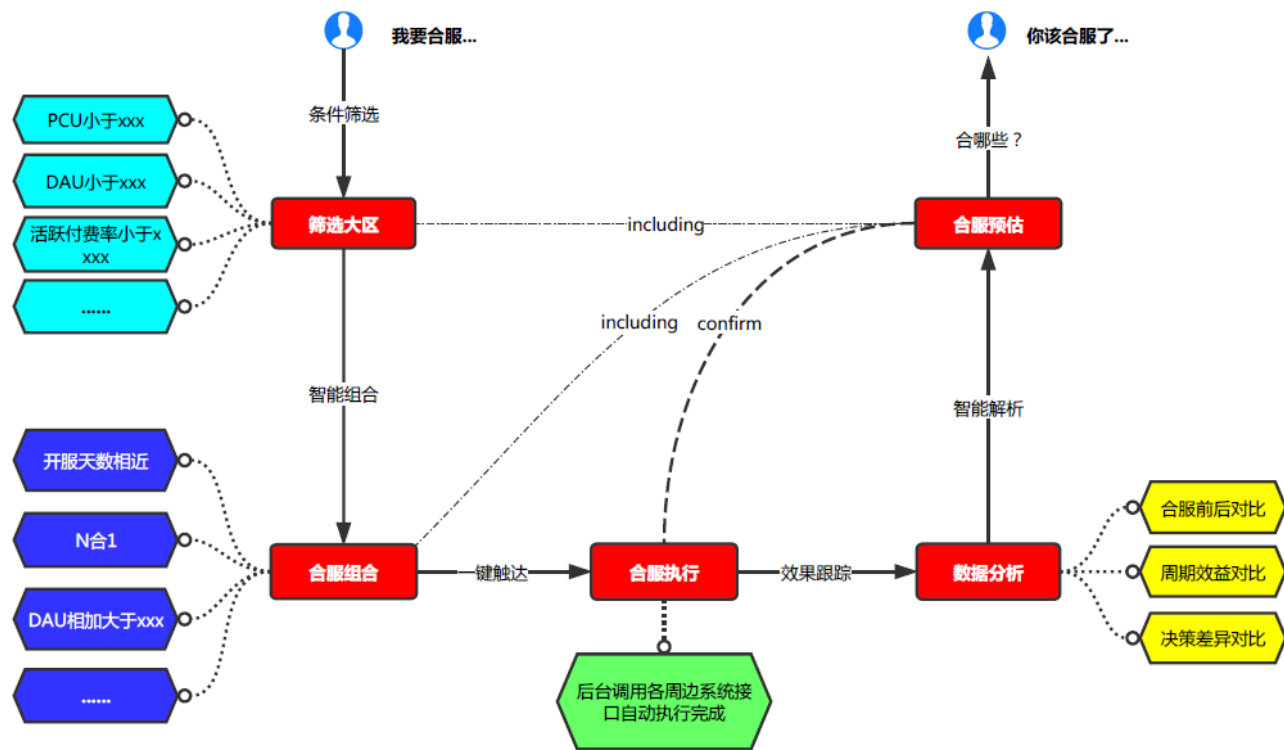 我要合服...
你该合服了...
条件筛选
合哪些？
PCU小于xxx
DAU小于xxx
活跃付费率小于x
xxx
......
筛选大区
including
合服预估
including
confirm
智能组合
智能解析
开服天数相近
N合1
DAU相加大于xxx
......
合服组合
一键触达
合服执行
效果跟踪
数据分析
合服前后对比
周期效益对比
决策差异对比
后台调用各周边系统接
口自动执行完成